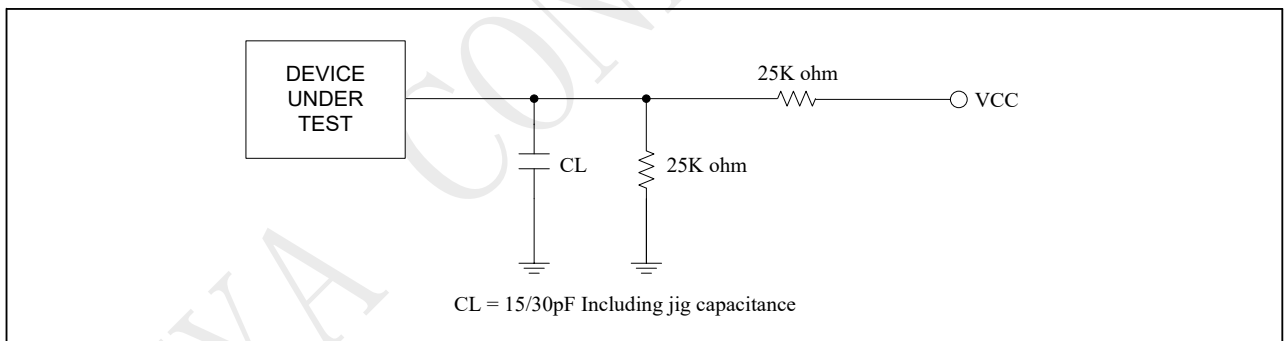 DEVICE
UNDER
TEST
25K ohm
VCC
CL
25K ohm
CL = 15/30pF Including jig capacitance